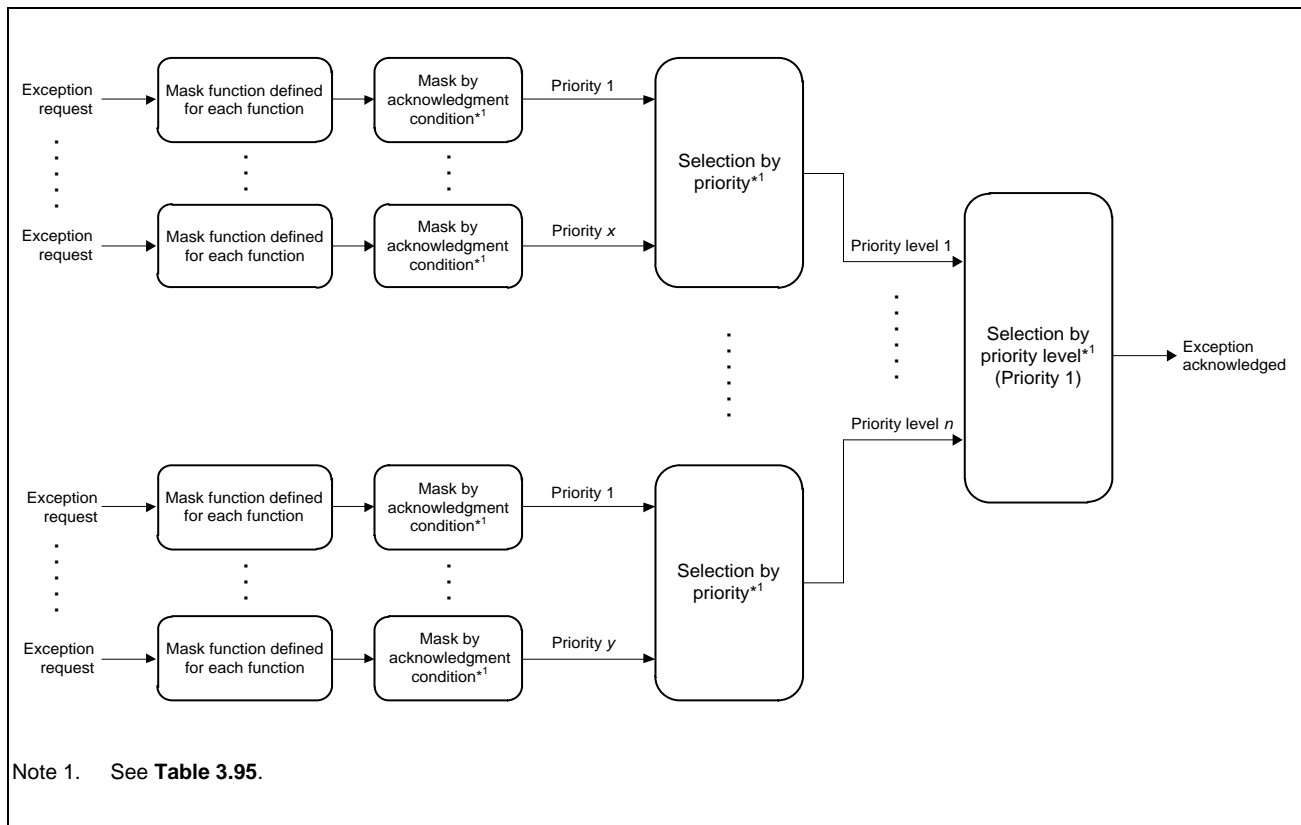 Exception
request
Mask function defined
for each function
Mask by
acknowledgment
condition*1
Priority 1
Exception
request
Mask function defined
for each function
Mask by
acknowledgment
condition*1
Priority x
Selection by
priority*1
Priority level 1
Exception
request
Mask function defined
for each function
Mask by
acknowledgment
condition*1
Priority 1
Exception
request
Mask function defined
for each function
Mask by
acknowledgment
condition*1
Priority y
Selection by
priority*1
Priority level n
Selection by
priority level*1
(Priority 1)
Exception
acknowledged
Note 1. See Table 3.95.